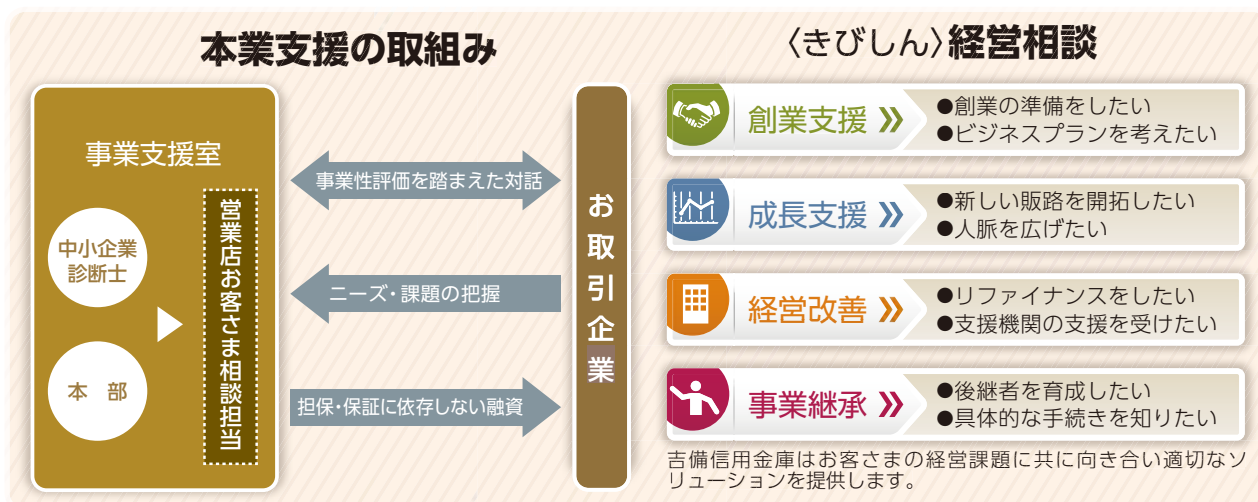 本業支援の取組み
事業支援室
中小企業
診断士
本　部
営業店お客さま相談担当
事業性評価を踏まえた対話
ニーズ・課題の把握
担保・保証に依存しない融資
お取引企業
〈きびしん〉経営相談
創業支援
●創業の準備をしたい
●ビジネスプランを考えたい
成長支援
●新しい販路を開拓したい
●人脈を広げたい
経営改善
●リファイナンスをしたい
●支援機関の支援を受けたい
事業継承
●後継者を育成したい
●具体的な手続きを知りたい
吉備信用金庫はお客さまの経営課題に共に向き合い適切なソ
リューションを提供します。